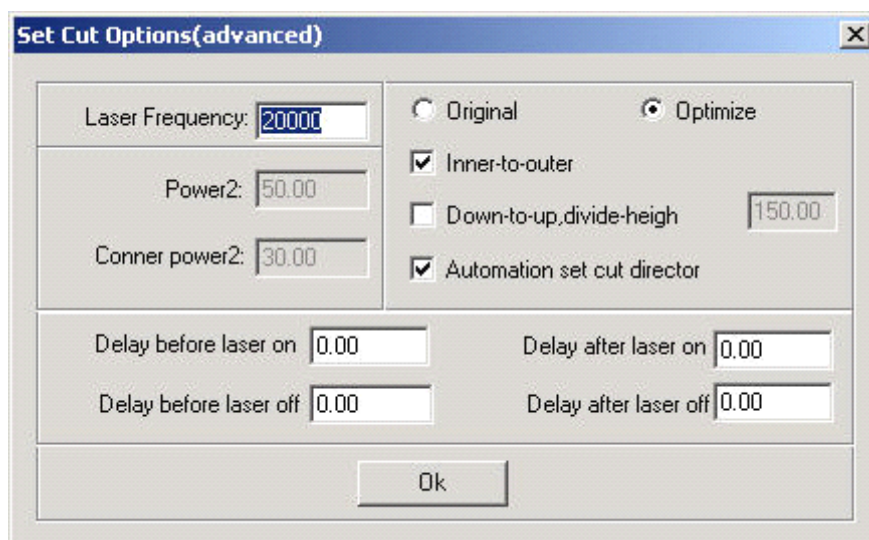 Set Cut Options(advanced)
Laser Frequency: 20000
Power2: 50.00
Conner power2: 30.00
Original Optimize
Inner-to-outer
Down-to-up,divide-heigh 150.00
Automation set cut director
Delay before laser on 0.00 Delay after laser on 0.00
Delay before laser off 0.00 Delay after laser off 0.00
Ok